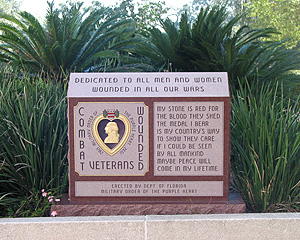 DEDICATED TO ALL MEN AND WOMEN
WOUNDED IN ALL OUR WARS
COMBAT
WOUNDED
VETERANS
MY STONE IS RED FOR
THE BLOOD THEY SHED
THE MEDAL I BEAR
IS MY COUNTRY'S WAY
TO SHOW THEY CARE
IF I COULD BE SEEN
BY ALL MANKIND
MAYBE PEACE WILL
COME IN MY LIFETIME
ERECTED BY DEPT. OF FLORIDA
MILITARY ORDER OF THE PURPLE HEART